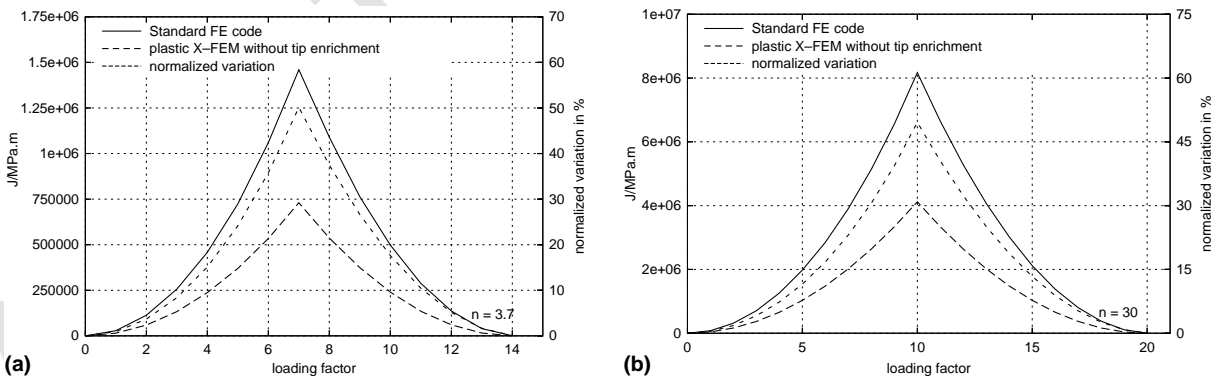 1.75e+06
1.5e+06
1.25e+06
1e+06
750000
500000
250000
0
J/MPa.m
70
60
50
40
30
20
10
0
normalized variation in %
Standard FE code
plastic X–FEM without tip enrichment
normalized variation
n = 3.7
0 2 4 6 8 10 12 14
loading factor
(a)
1e+07
8e+06
6e+06
4e+06
2e+06
0
J/MPa.m
75
60
45
30
15
0
normalized variation in %
Standard FE code
plastic X–FEM without tip enrichment
normalized variation
n = 30
0 5 10 15 20
loading factor
(b)